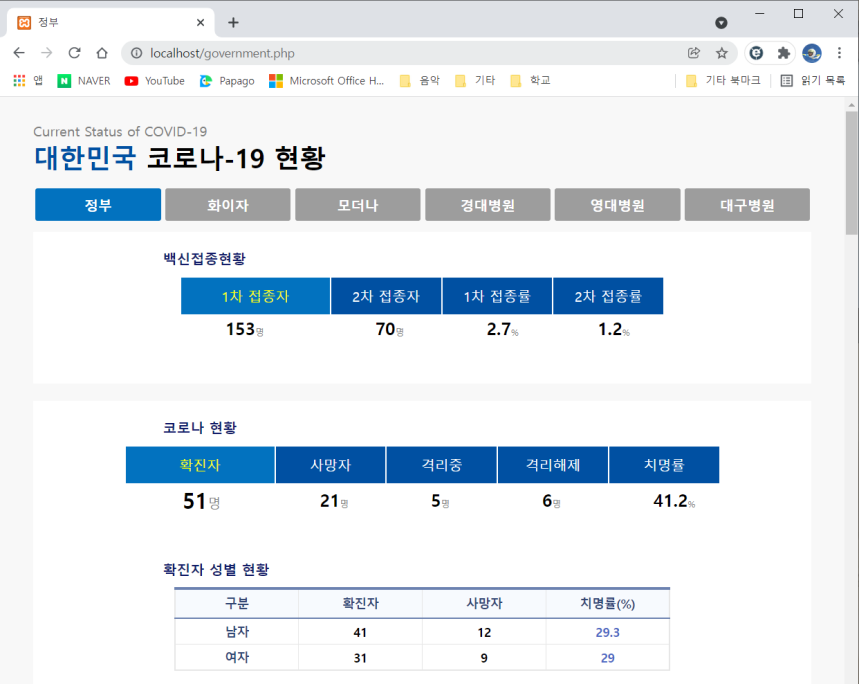 정부
localhost/government.php
앱 NAVER YouTube Papago Microsoft Office H... 음악 기타 학교 기타 북마크 읽기 목록
Current Status of COVID-19
대한민국 코로나-19 현황
정부 화이자 모더나 경대병원 영대병원 대구병원
백신접종현황
1차 접종자 2차 접종자 1차 접종률 2차 접종률
153명 70명 2.7% 1.2%
코로나 현황
확진자 사망자 격리중 격리해제 치명률
51명 21명 5명 6명 41.2%
확진자 성별 현황
구분 확진자 사망자 치명률(%)
남자 41 12 29.3
여자 31 9 29